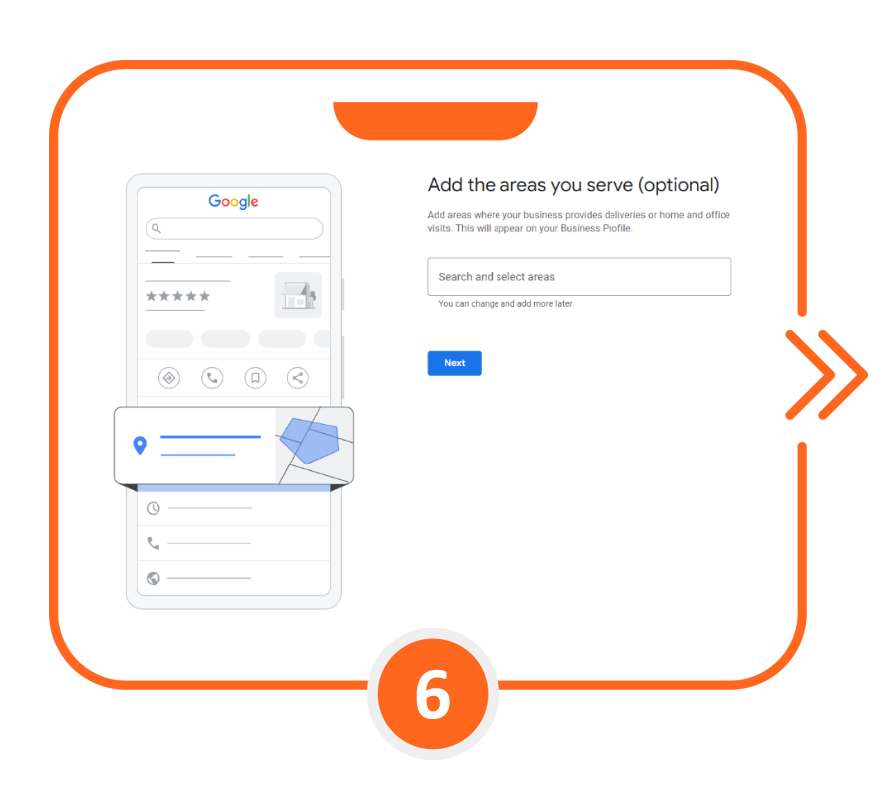 Google
Add the areas you serve (optional)
Add areas where your business provides deliveries or home and office
visits. This will appear on your Business Profile.
Search and select areas
You can change and add more later
Next
6